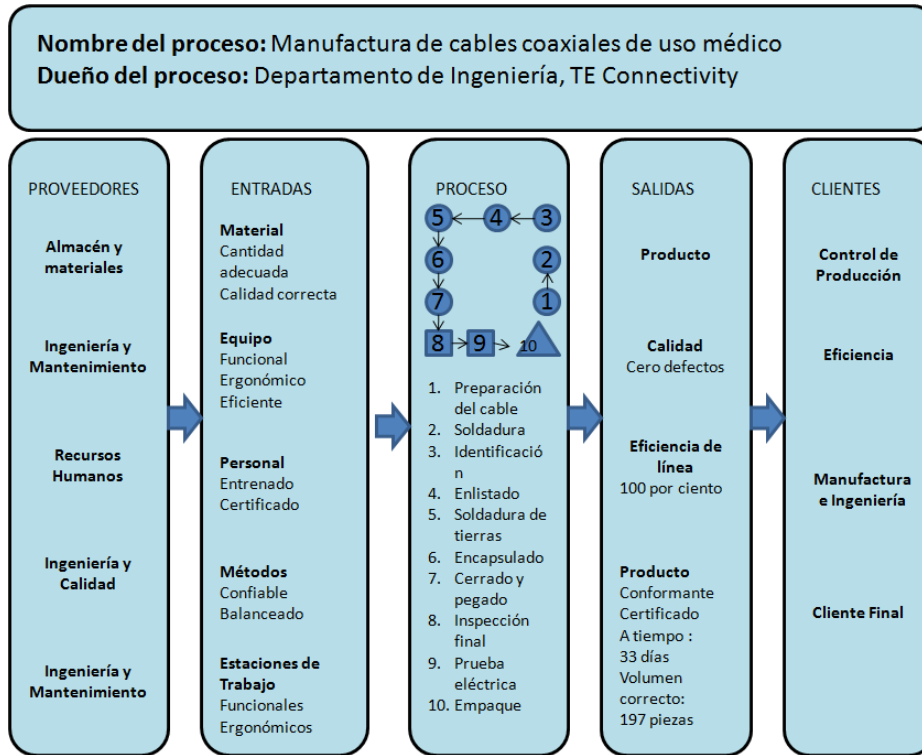 Nombre del proceso: Manufactura de cables coaxiales de uso médico
Dueño del proceso: Departamento de Ingeniería, TE Connectivity
PROVEEDORES
Almacén y
materiales
Ingeniería y
Mantenimiento
Recursos
Humanos
Ingeniería y
Calidad
Ingeniería y
Mantenimiento
ENTRADAS
Material
Cantidad
adecuada
Calidad correcta
Equipo
Funcional
Ergonómico
Eficiente
Personal
Entrenado
Certificado
Métodos
Confiable
Balanceado
Estaciones de
Trabajo
Funcionales
Ergonómicos
PROCESO
5 4 3
6 2
7 1
8 9 10
1. Preparación
del cable
2. Soldadura
3. Identificació
n
4. Enlistado
5. Soldadura de
tierras
6. Encapsulado
7. Cerrado y
pegado
8. Inspección
final
9. Prueba
eléctrica
10. Empaque
SALIDAS
Producto
Calidad
Cero defectos
Eficiencia de
línea
100 por ciento
Producto
Conformante
Certificado
A tiempo :
33 días
Volumen
correcto:
197 piezas
CLIENTES
Control de
Producción
Eficiencia
Manufactura
e Ingeniería
Cliente Final